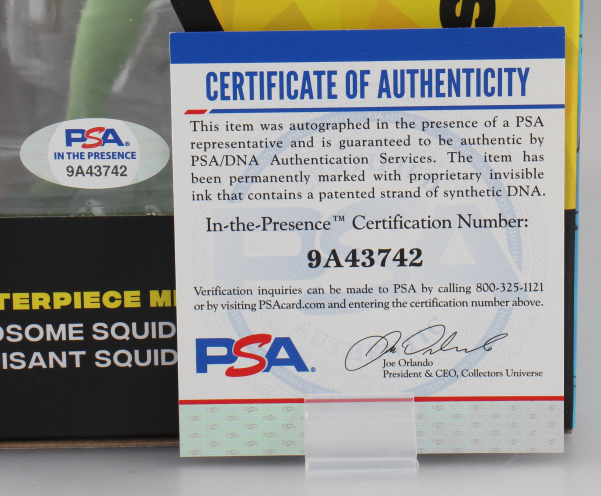 S
CERTIFICATE OF AUTHENTICITY
This item was autographed in the presence of a PSA
representative and is guaranteed to be authentic by
PSA/DNA Authentication Services. The item has
been permanently marked with proprietary invisible
ink that contains a patented strand of synthetic DNA.
In-the-Presence™ Certification Number:
9A43742
Verification inquiries can be made to PSA by calling 800-325-1121
or by visiting PSAcard.com and entering the certification number above.
PSA.
Joe Orlando
President & CEO, Collectors Universe
PSA.
IN THE PRESENCE
9A43742
TERPIECE M
OSOME SQUID
ISANT SQUID